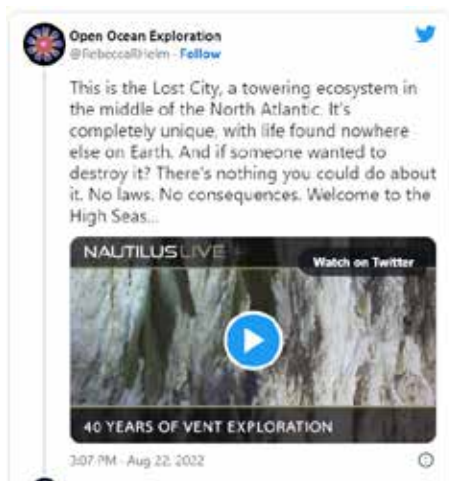 Open Ocean Exploration
@RebeccaRHelm · Follow
This is the Lost City, a towering ecosystem in
the middle of the North Atlantic. It's
completely unique, with life found nowhere
else on Earth. And if someone wanted to
destroy it? There's nothing you could do about
it. No laws. No consequences. Welcome to the
High Seas...
NAUTILUS LIVE
Watch on Twitter
40 YEARS OF VENT EXPLORATION
3:07 PM · Aug 22, 2022